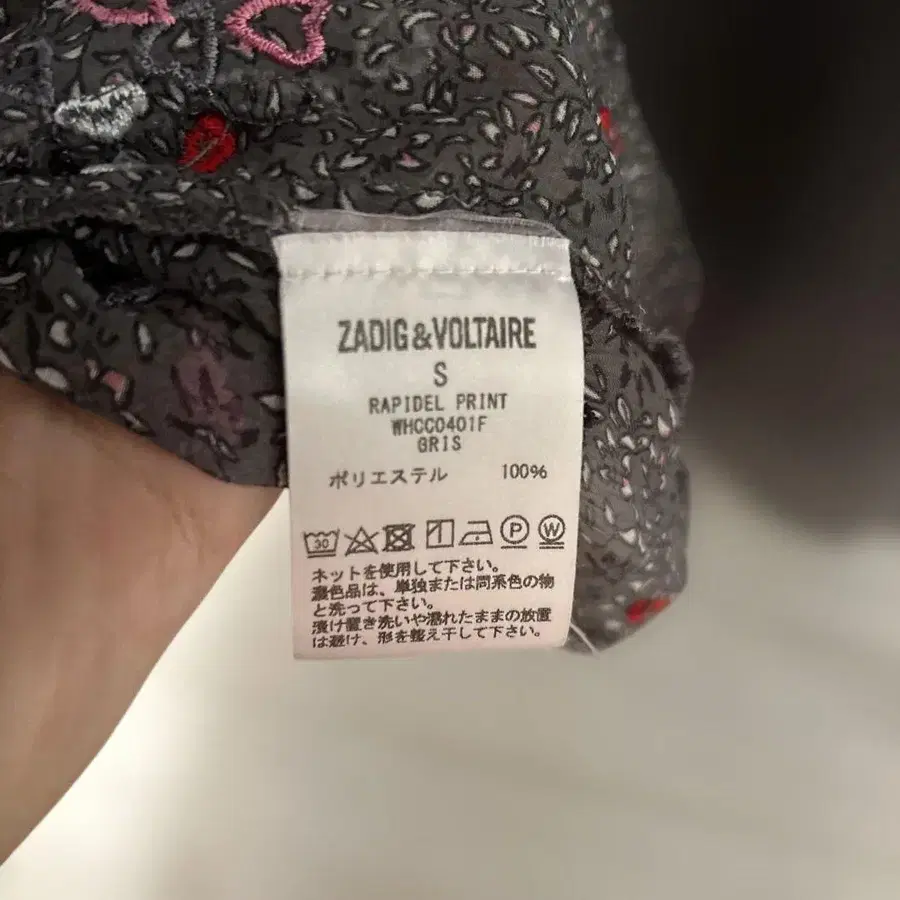 ZADIG&VOLTAIRE
S
RAPIDEL PRINT
WHCC0401F
GRIS
ポリエステル 100%
30 P W
ネットを使用して下さい。
濃色品は、単独または同系色の物
と洗って下さい。
漬け置き洗いや濡れたままの放置
は避け、形を整え干して下さい。